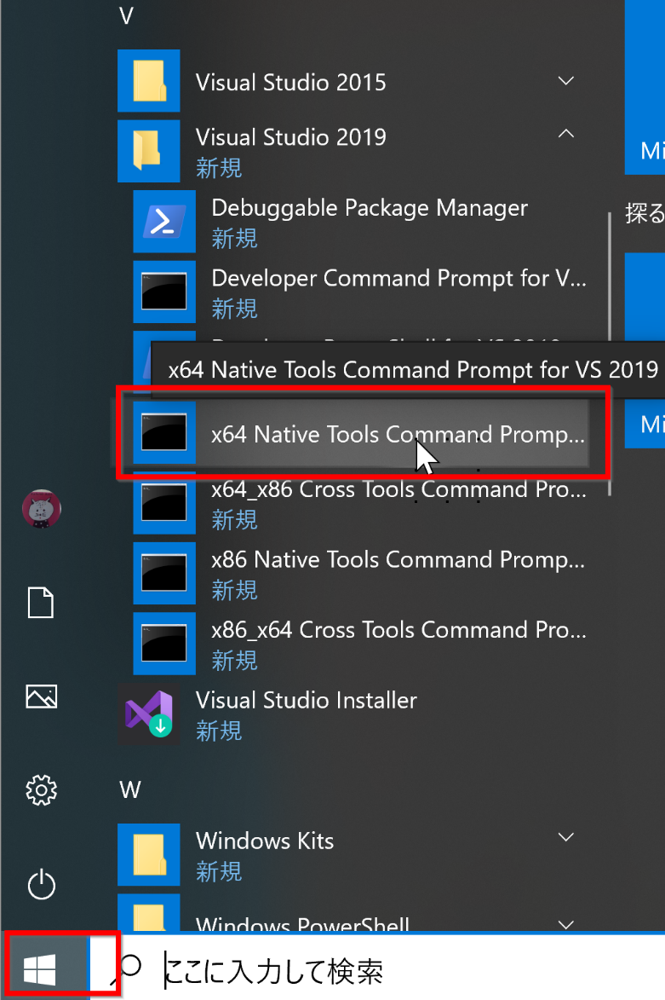 V
Visual Studio 2015
Visual Studio 2019
新規
Debuggable Package Manager
新規
Developer Command Prompt for V...
新規
x64 Native Tools Command Prompt for VS 2019
x64 Native Tools Command Promp...
x64_x86 Cross Tools Command Pro...
新規
x86 Native Tools Command Promp...
新規
x86_x64 Cross Tools Command Pro...
新規
Visual Studio Installer
新規
W
Windows Kits
新規
Windows PowerShell
ここに入力して検索
Mi
探る
Mi